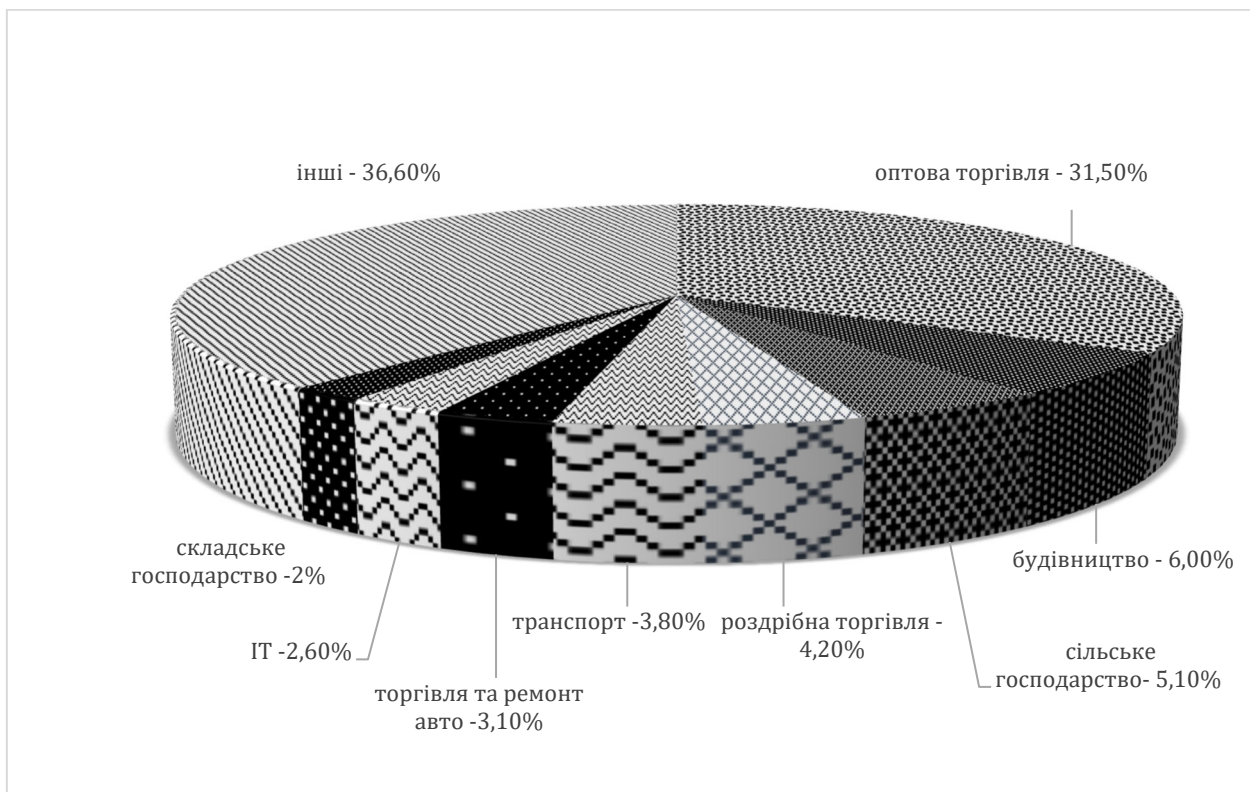 інші - 36,60%
оптова торгівля - 31,50%
складське
господарство -2%
будівництво - 6,00%
транспорт -3,80%
роздрібна торгівля -
4,20%
ІТ -2,60%
сільське
господарство- 5,10%
торгівля та ремонт
авто -3,10%